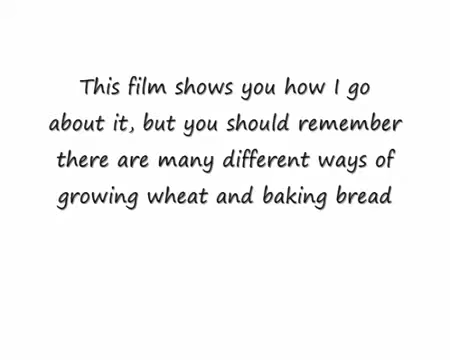 This film shows you how I go
about it, but you should remember
there are many different ways of
growing wheat and baking bread